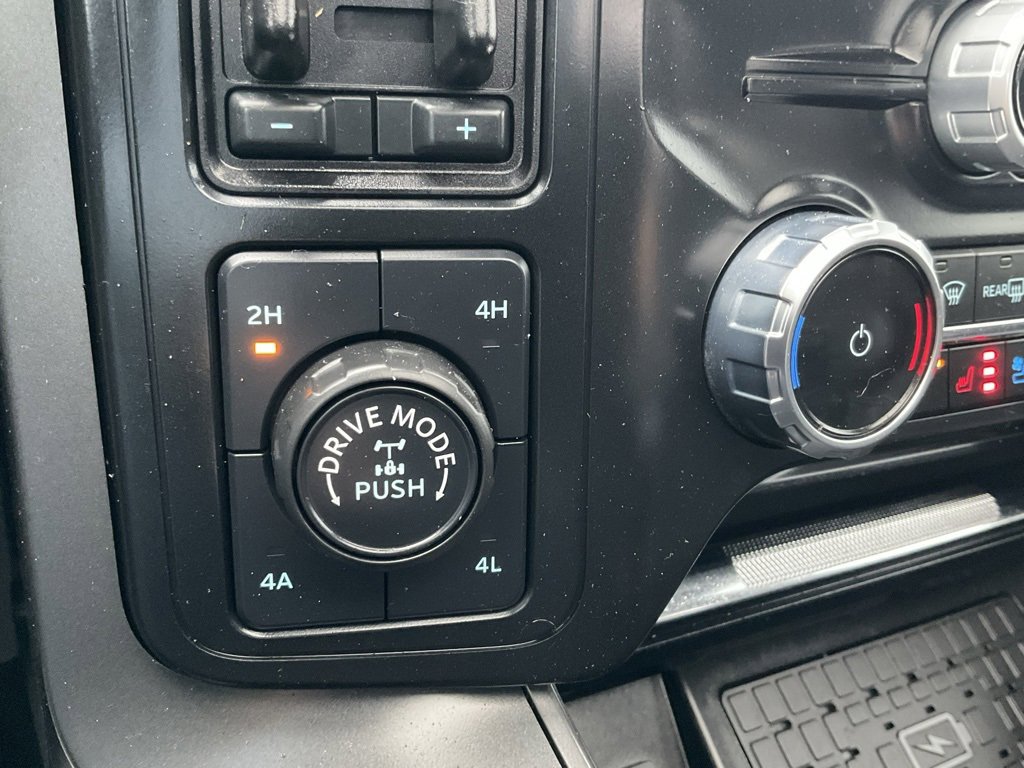 - +
2H
4H
REAR
DRIVE MODE
PUSH
4A
4L